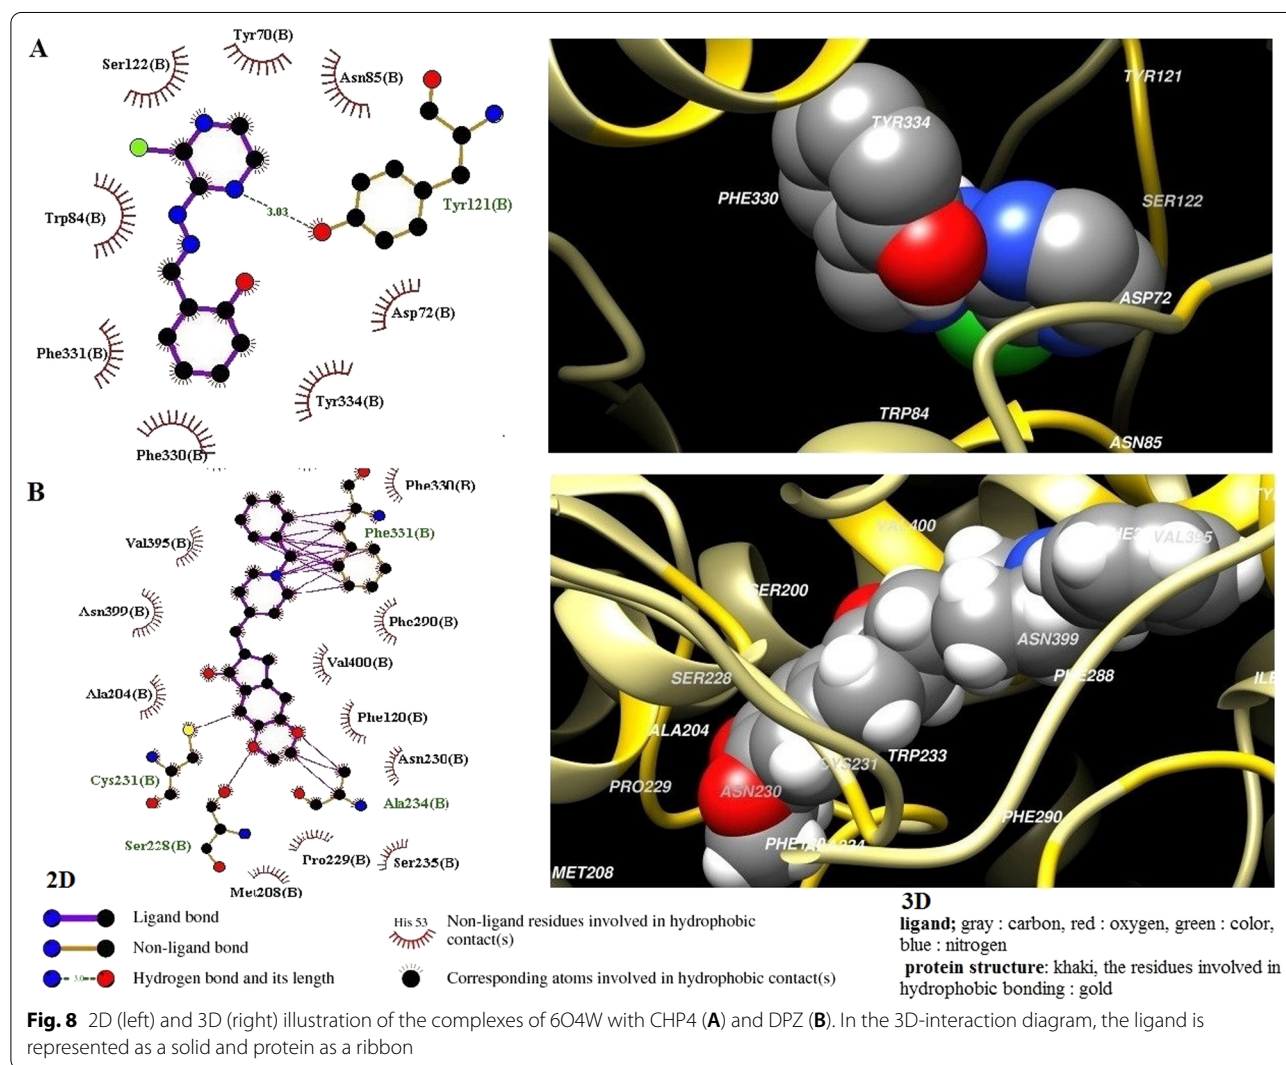 A
Tyr70(B)
Ser122(B)
Asn85(B)
Trp84(B)
3.03
Tyr121(B)
Asp72(B)
Phe331(B)
Tyr334(B)
Phe330(B)
TYR121
TYR334
PHE330
SER122
ASP72
TRP84
ASN85
B
Phe330(B)
Phe331(B)
Val395(B)
Asn399(B)
Phe290(B)
Val400(B)
Ala204(B)
Phe120(B)
Asn230(B)
Cys231(B)
Ala234(B)
Ser228(B)
Pro229(B)
Ser235(B)
Met208(B)
VAL400
VAL395
SER200
ASN399
SER228
PHE288
ALA204
TRP233
CYS231
PRO229
ASN230
PHE290
MET208
2D
Ligand bond
Non-ligand bond
3.0
Hydrogen bond and its length
His 53
Non-ligand residues involved in hydrophobic
contact(s)
Corresponding atoms involved in hydrophobic contact(s)
3D
ligand; gray : carbon, red : oxygen, green : color,
blue : nitrogen
protein structure: khaki, the residues involved in
hydrophobic bonding : gold
Fig. 8 2D (left) and 3D (right) illustration of the complexes of 6O4W with CHP4 (A) and DPZ (B). In the 3D-interaction diagram, the ligand is
represented as a solid and protein as a ribbon